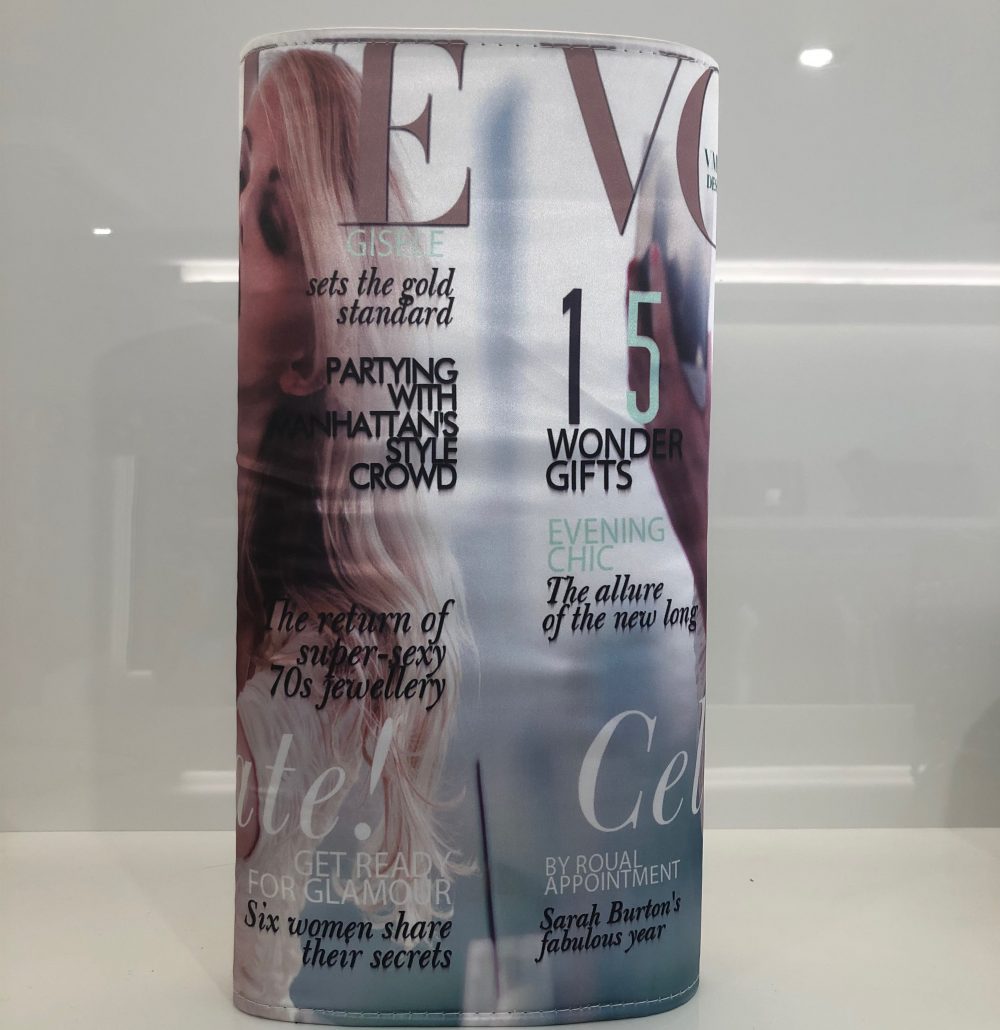 E
GISELE
sets the gold
standard
PARTYING
WITH
MANHATTAN'S
STYLE
CROWD
The return of
super-sexy
70s jewellery
ate!
GET READY
FOR GLAMOUR
Six women share
their secrets
VO
15
WONDER
GIFTS
EVENING
CHIC
The allure
of the new long
Cel
BY ROUAL
APPOINTMENT
Sarah Burton's
fabulous year